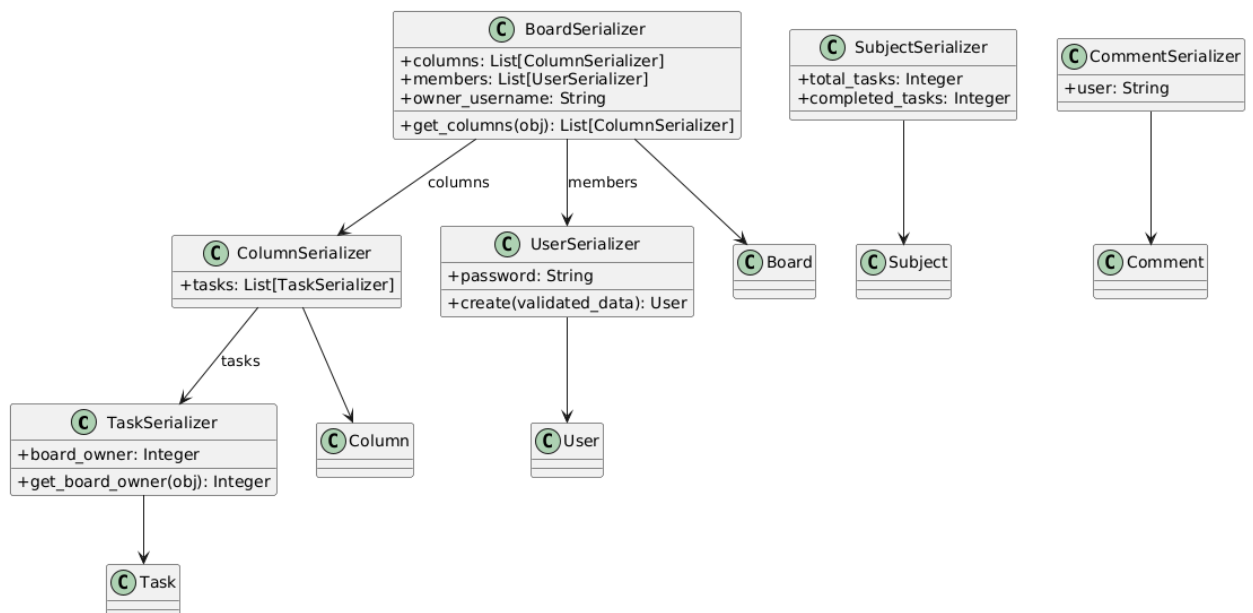 C BoardSerializer
+columns: List[ColumnSerializer]
+members: List[UserSerializer]
+owner_username: String
+get_columns(obj): List[ColumnSerializer]
C SubjectSerializer
+total_tasks: Integer
+completed_tasks: Integer
C CommentSerializer
+user: String
columns
members
C ColumnSerializer
+tasks: List[TaskSerializer]
C UserSerializer
+password: String
+create(validated_data): User
C Board
C Subject
C Comment
tasks
C TaskSerializer
+board_owner: Integer
+get_board_owner(obj): Integer
C Column
C User
C Task